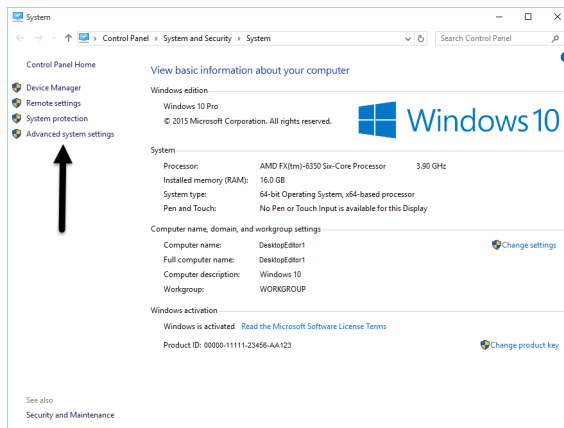 System
Control Panel > System and Security > System
Search Control Panel
Control Panel Home
Device Manager
Remote settings
System protection
Advanced system settings
View basic information about your computer
Windows edition
Windows 10 Pro
© 2015 Microsoft Corporation. All rights reserved.
Windows 10
System
Processor: AMD FX(tm)-6350 Six-Core Processor 3.90 GHz
Installed memory (RAM): 16.0 GB
System type: 64-bit Operating System, x64-based processor
Pen and Touch: No Pen or Touch Input is available for this Display
Computer name, domain, and workgroup settings
Computer name: DesktopEditor1
Change settings
Full computer name: DesktopEditor1
Computer description: Windows 10
Workgroup: WORKGROUP
Windows activation
Windows is activated Read the Microsoft Software License Terms
Product ID: 00000-11111-23456-AA123
Change product key
See also
Security and Maintenance